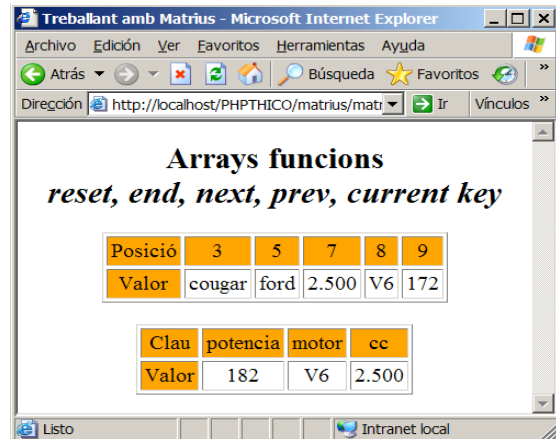 Treballant amb Matrius - Microsoft Internet Explorer
Archivo Edición Ver Favoritos Herramientas Ayuda
Atrás Búsqueda Favoritos »
Dirección http://localhost/PHPTHICO/matrius/matr Ir Vínculos »
Arrays funcions
reset, end, next, prev, current key
Posició 3 5 7 8 9
Valor cougar ford 2.500 V6 172
Clau potencia motor cc
Valor 182 V6 2.500
Listo Intranet local